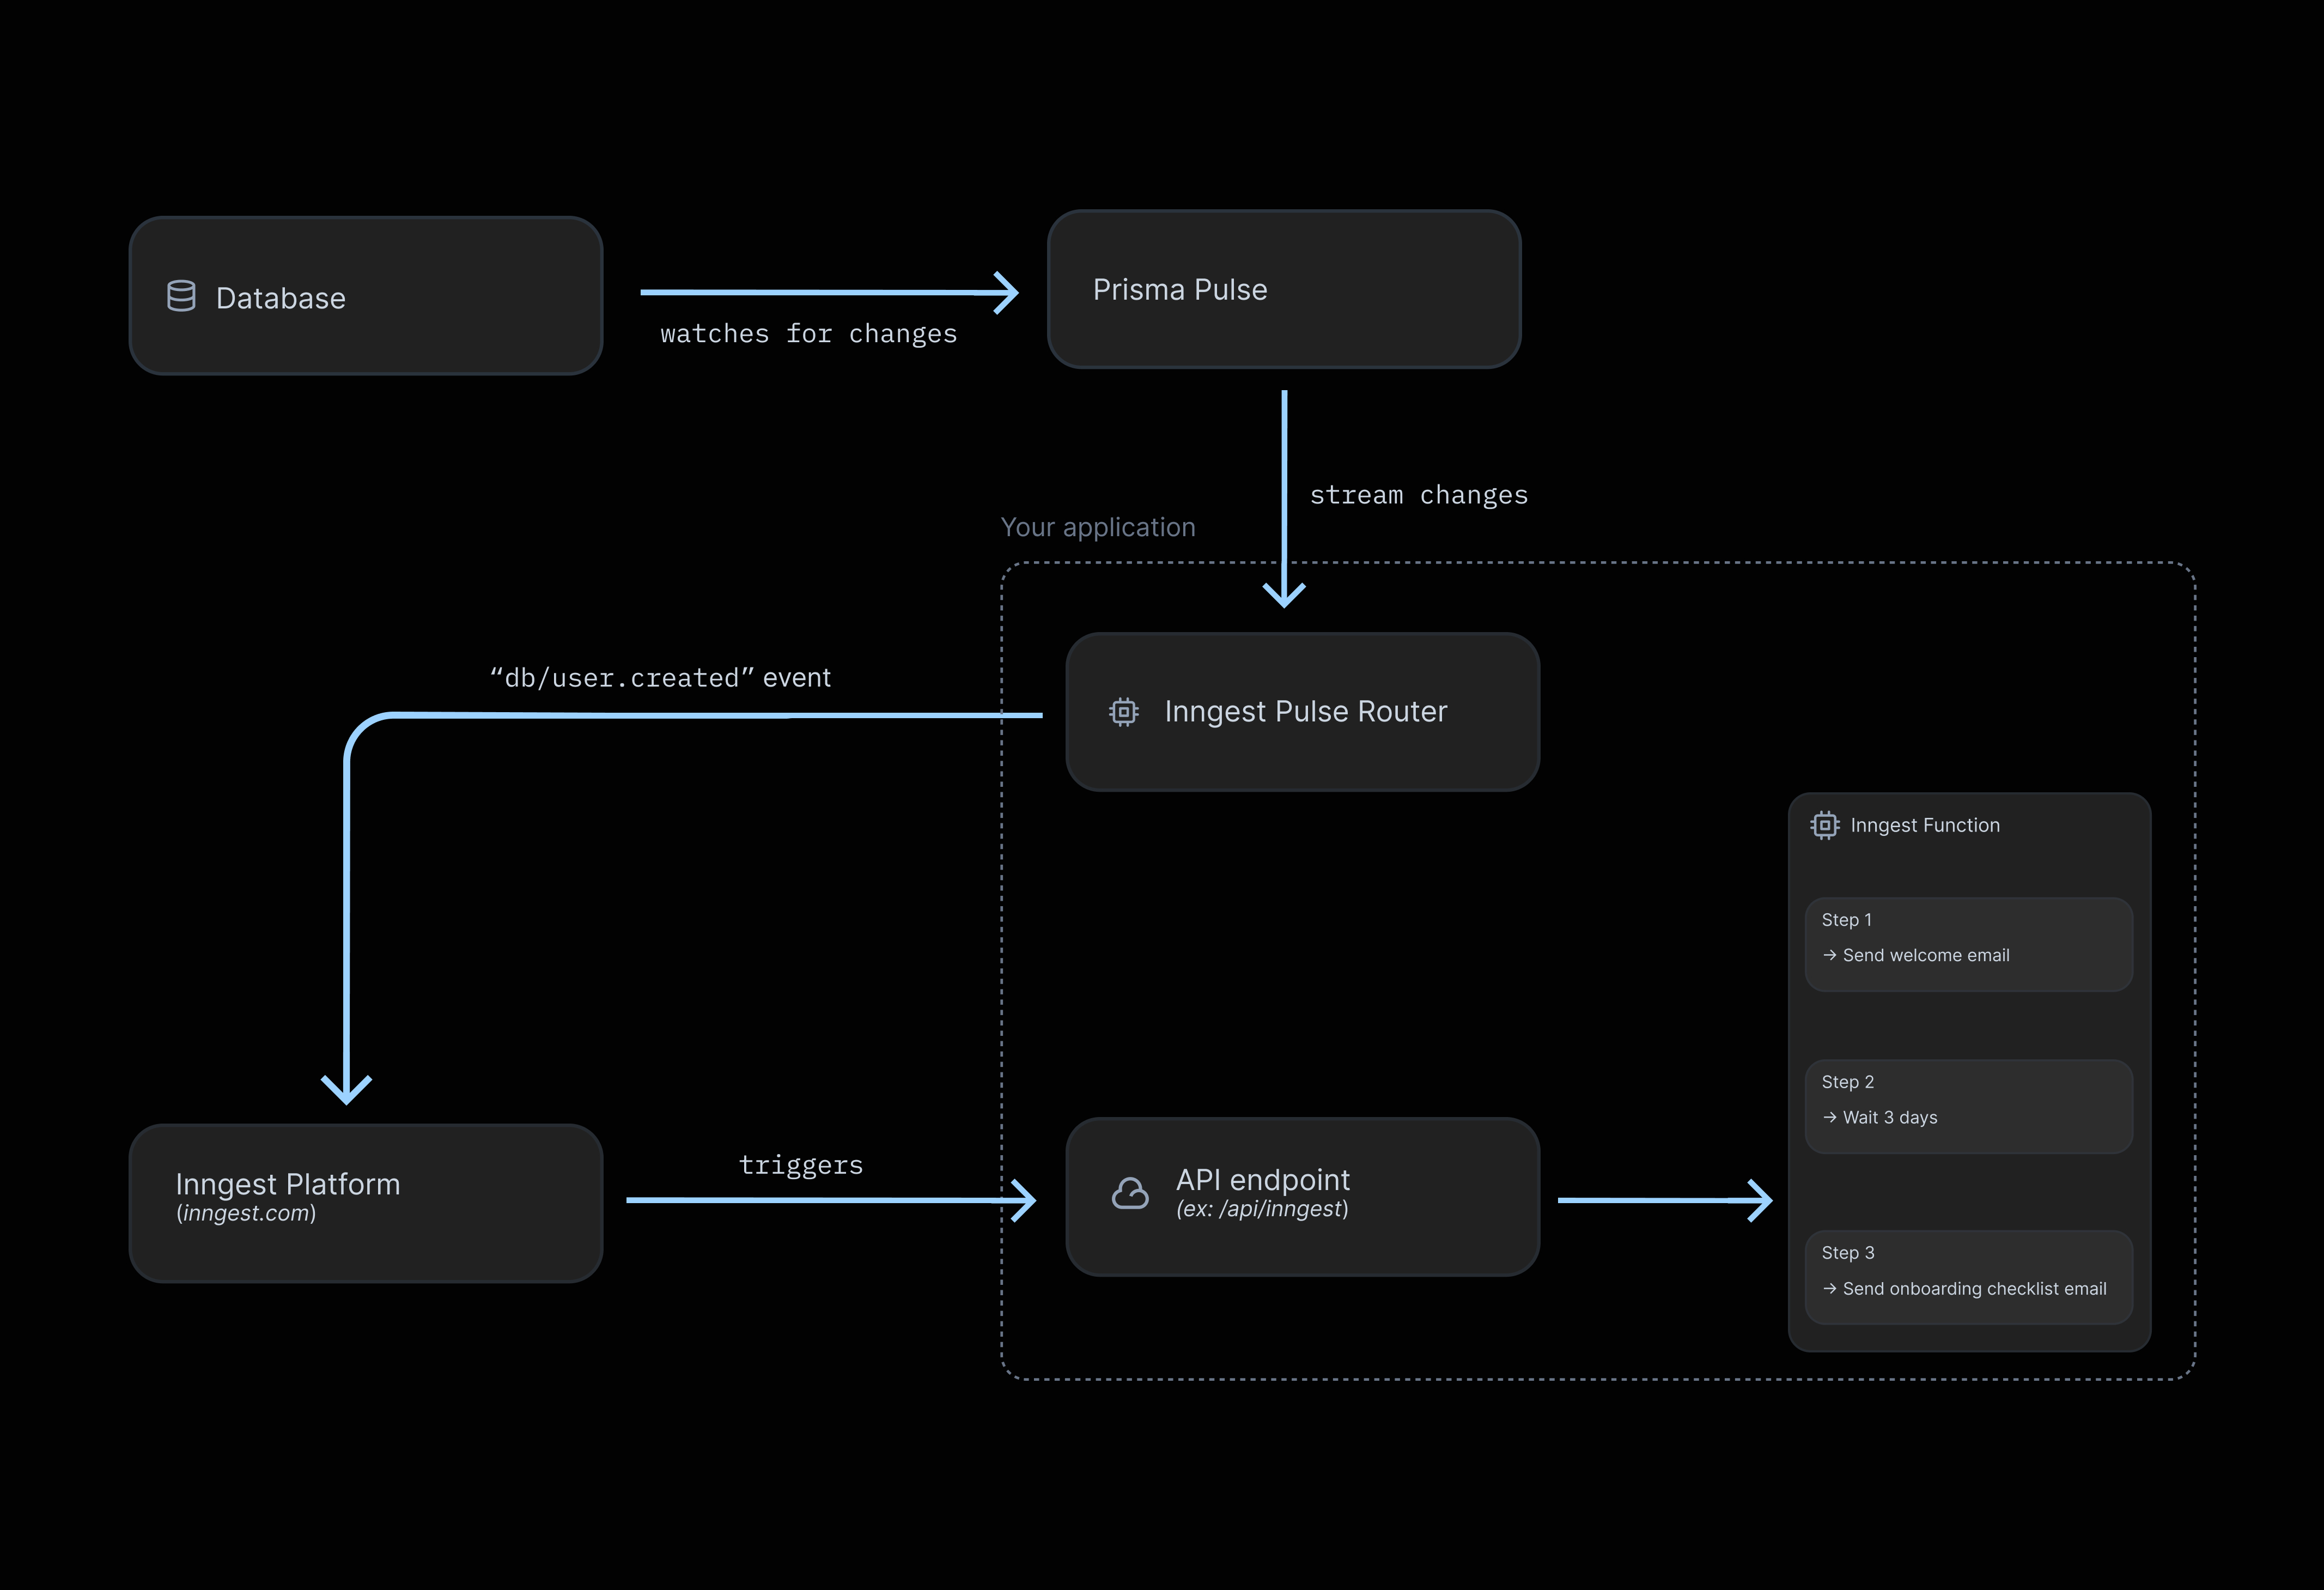 Database
watches for changes
Prisma Pulse
stream changes
Your application
“db/user.created” event
Inngest Pulse Router
Inngest Function
Step 1
→ Send welcome email
Step 2
→ Wait 3 days
Step 3
→ Send onboarding checklist email
Inngest Platform
(inngest.com)
triggers
API endpoint
(ex: /api/inngest)